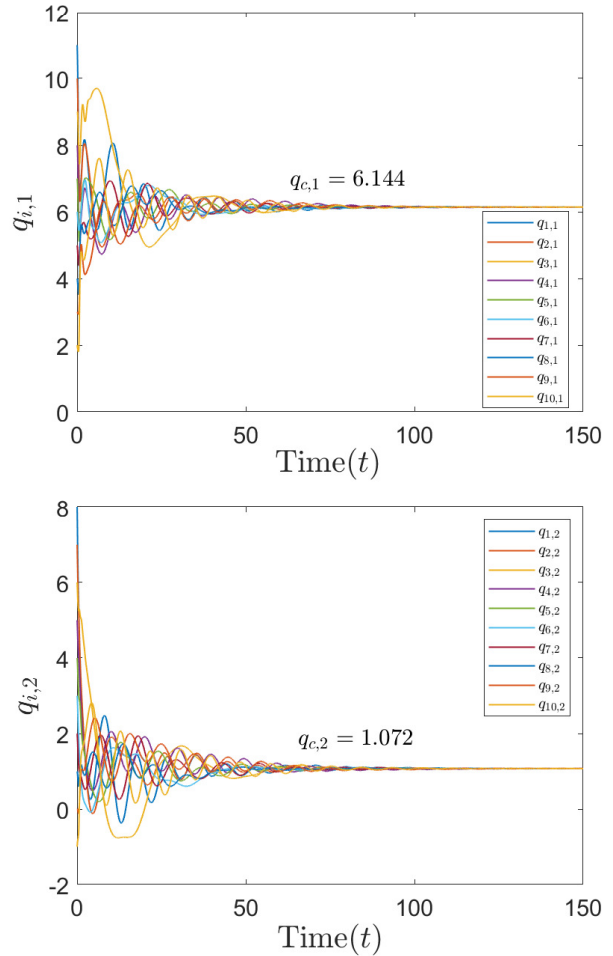 12
10
8
6
4
2
0
q_{i,1}
q_{c,1} = 6.144
q_{1,1}
q_{2,1}
q_{3,1}
q_{4,1}
q_{5,1}
q_{6,1}
q_{7,1}
q_{8,1}
q_{9,1}
q_{10,1}
0 50 100 150
Time(t)
8
6
4
2
0
-2
q_{i,2}
q_{c,2} = 1.072
q_{1,2}
q_{2,2}
q_{3,2}
q_{4,2}
q_{5,2}
q_{6,2}
q_{7,2}
q_{8,2}
q_{9,2}
q_{10,2}
0 50 100 150
Time(t)